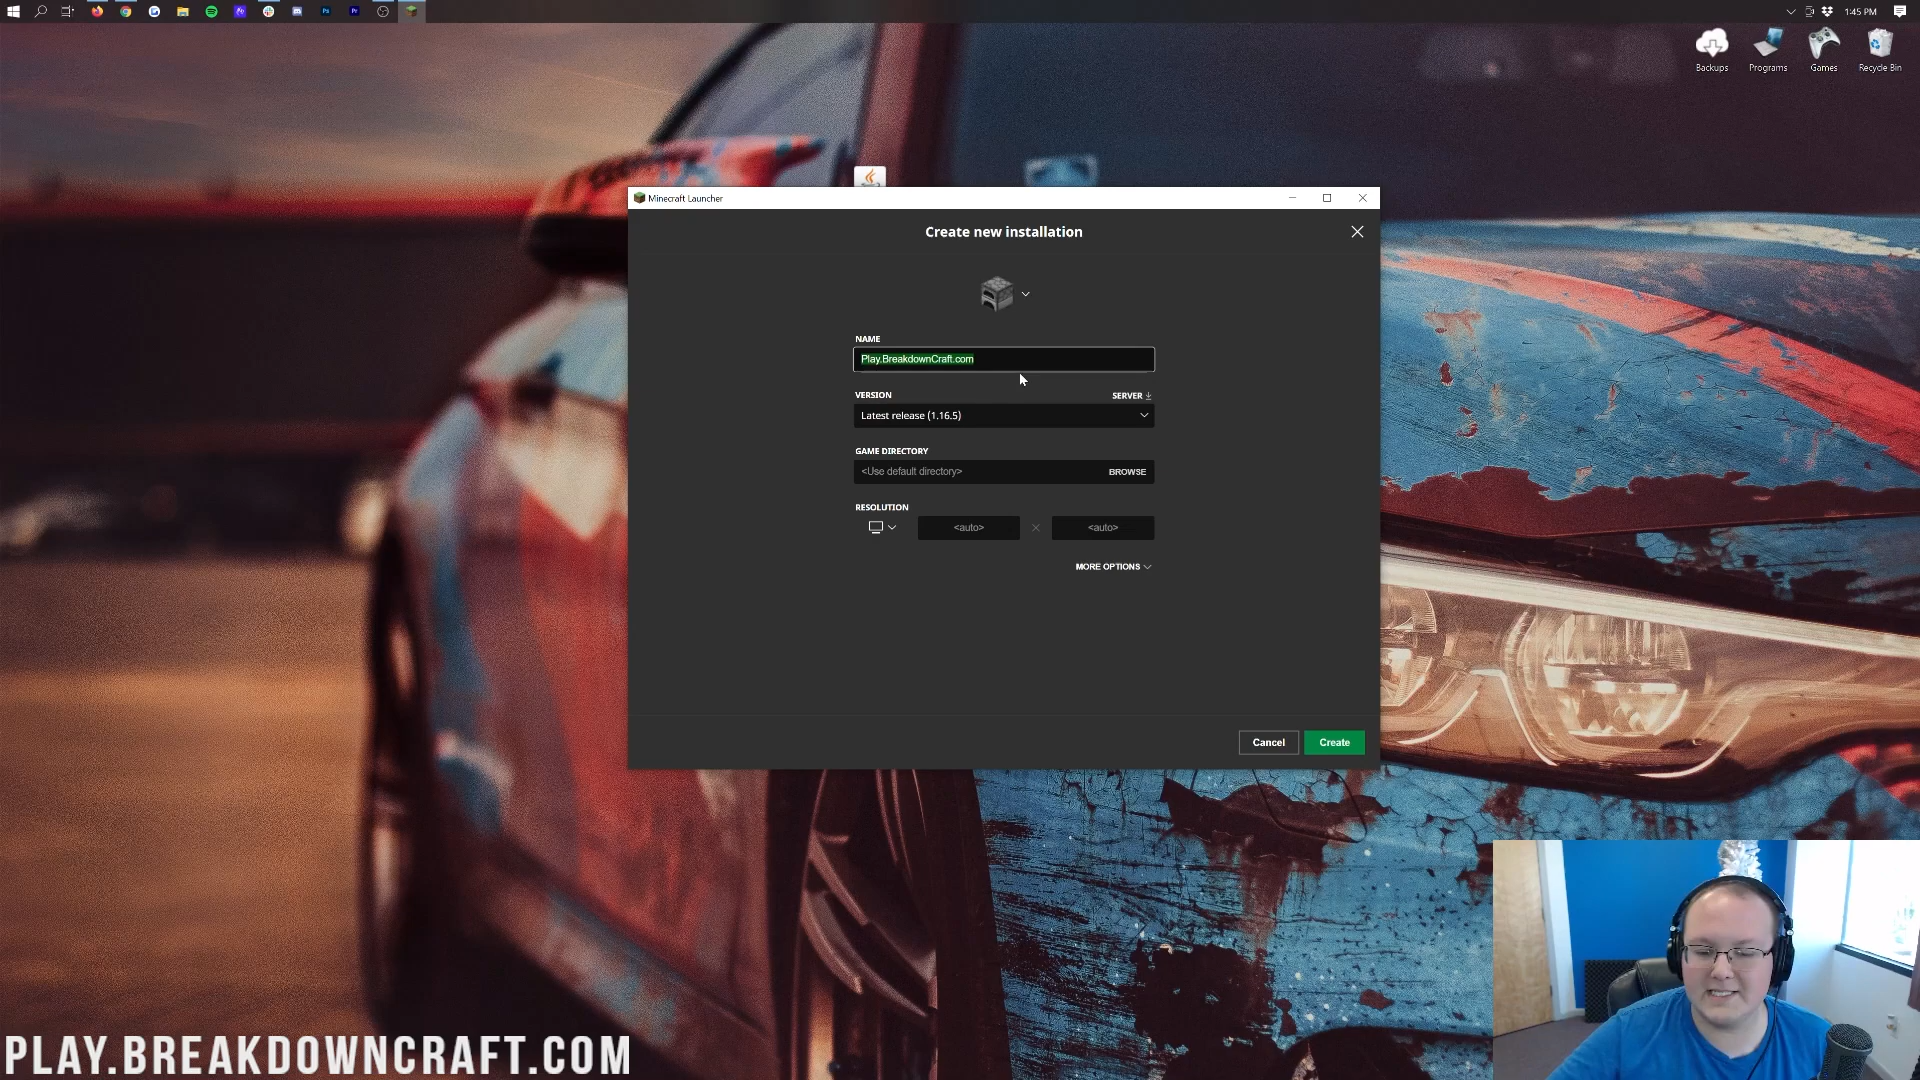 1:45 PM
Backups
Programs
Games
Recycle Bin
Minecraft Launcher
Create new installation
NAME
Play.BreakdownCraft.com
VERSION
SERVER
Latest release (1.16.5)
GAME DIRECTORY
<Use default directory>
BROWSE
RESOLUTION
<auto>
<auto>
MORE OPTIONS
Cancel
Create
PLAY.BREAKDOWNCRAFT.COM